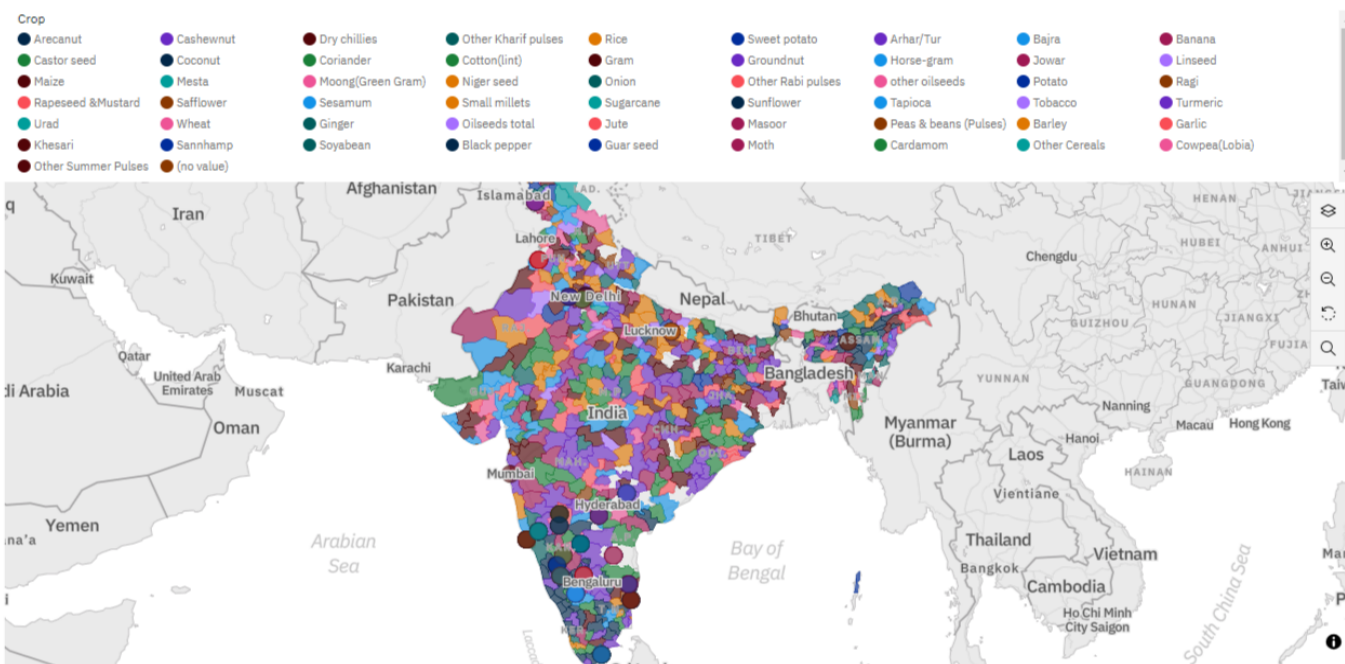 Crop
Arecanut Cashewnut Dry chillies Other Kharif pulses Rice Sweet potato Arhar/Tur Bajra Banana
Castor seed Coconut Coriander Cotton(lint) Gram Groundnut Horse-gram Jowar Linseed
Maize Mesta Moong(Green Gram) Niger seed Onion Other Rabi pulses other oilseeds Potato Ragi
Rapeseed &Mustard Safflower Sesamum Small millets Sugarcane Sunflower Tapioca Tobacco Turmeric
Urad Wheat Ginger Oilseeds total Jute Masoor Peas & beans (Pulses) Barley Garlic
Khesari Sannhamp Soyabean Black pepper Guar seed Moth Cardamom Other Cereals Cowpea(Lobia)
Other Summer Pulses (no value)
Afghanistan
Islamabad
AD.
HENAN
q
Iran
Lahore
TIBET
HUBEI
ANHUI
Chengdu
Kuwait
Pakistan
New Delhi
Nepal
HUNAN
Bhutan
GUIZHOU
JIANGXI
Lucknow
ASSAM
FUJIA
Qatar
Karachi
Bangladesh
di Arabia
United Arab
Emirates
Muscat
YUNNAN
GUANGDONG
Taiw
India
Oman
Myanmar
(Burma)
Nanning
Macau
Hong Kong
Hanoi
Laos
HAINAN
Mumbai
MAH.
Vientiane
Hyderabad
Yemen
na'a
Arabian
Sea
Bay of
Bengal
Thailand
Vietnam
Bangkok
Bengaluru
Cambodia
Ho Chi Minh
City Saigon
South China Sea